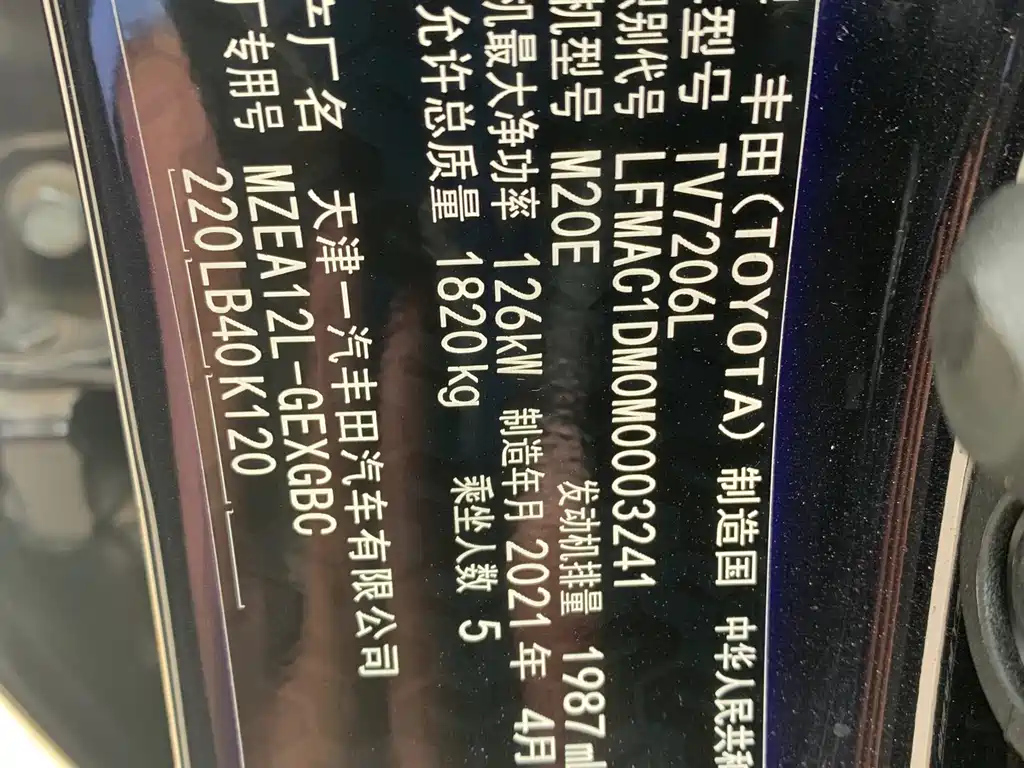 丰田(TOYOTA) 制造国 中华人民共和
型号 TV7206L
识别代号 LFMAC1DM0M0003241
机型号 M20E 发动机排量 1987ml
机最大净功率 126kW 制造年月 2021年 4月
允许总质量 1820kg 乘坐人数 5
产厂名 天津一汽丰田汽车有限公司
厂专用号 MZEA12L-GEXGBC
220LB40K120